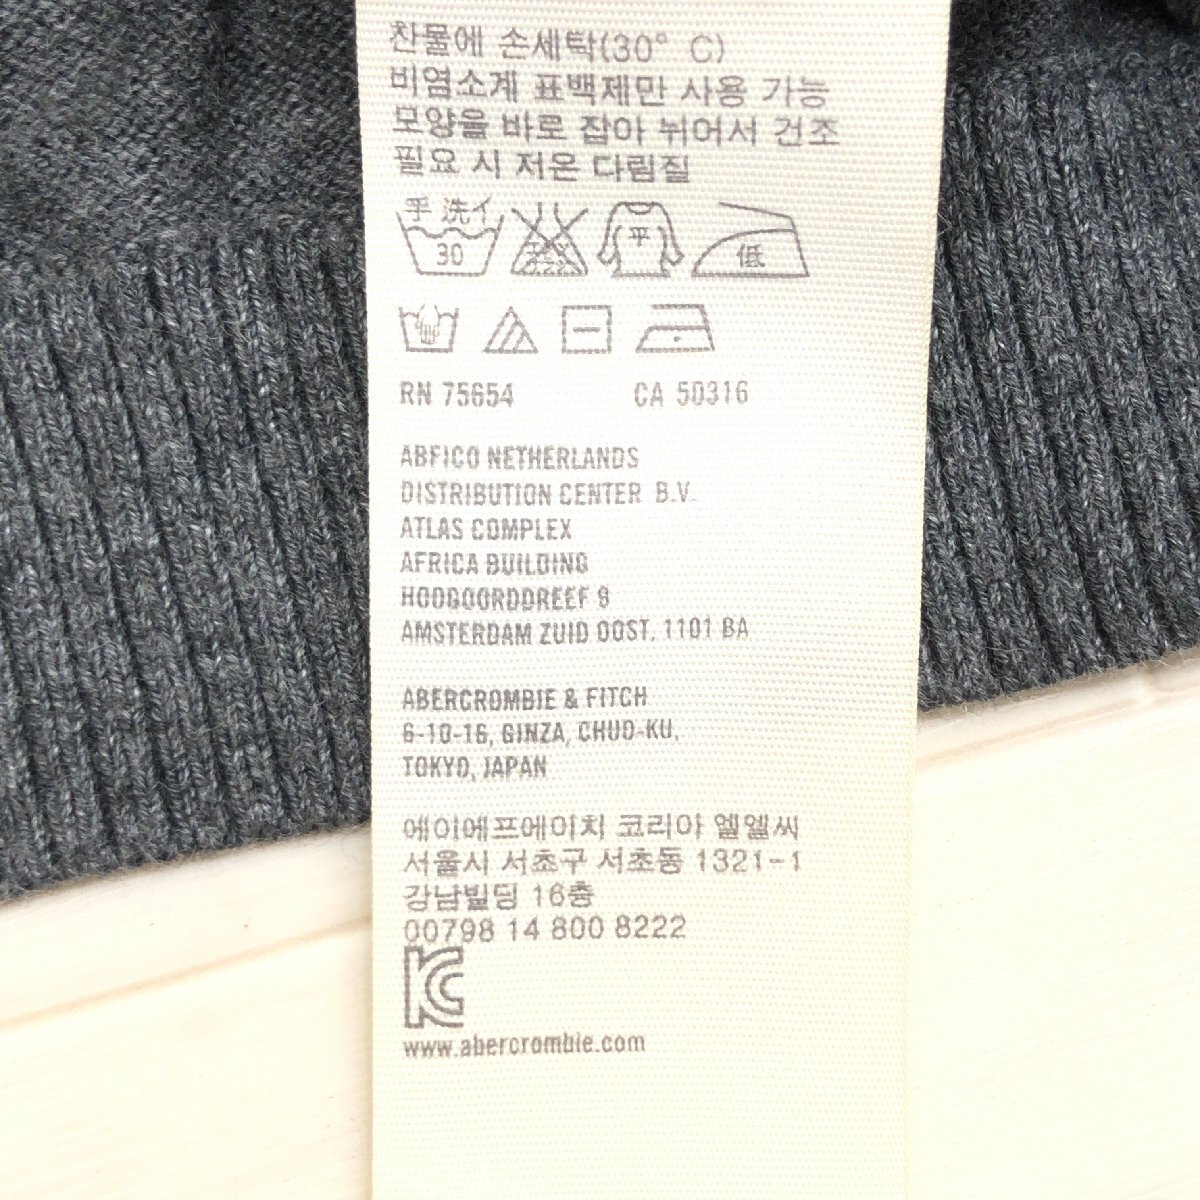 찬물에 손세탁(30° C)
비염소계 표백제만 사용 가능
모양을 바로 잡아 뉘어서 건조
필요 시 저온 다림질
手 洗イ
30 平 低
RN 75654 CA 50316
ABFICO NETHERLANDS
DISTRIBUTION CENTER B.V.
ATLAS COMPLEX
AFRICA BUILDING
HOOGOORDDREEF 9
AMSTERDAM ZUID OOST, 1101 BA
ABERCROMBIE & FITCH
6-10-16, GINZA, CHUO-KU,
TOKYO, JAPAN
에이에프에이치 코리아 엘엘씨
서울시 서초구 서초동 1321-1
강남빌딩 16층
00798 14 800 8222
KC
www.abercrombie.com